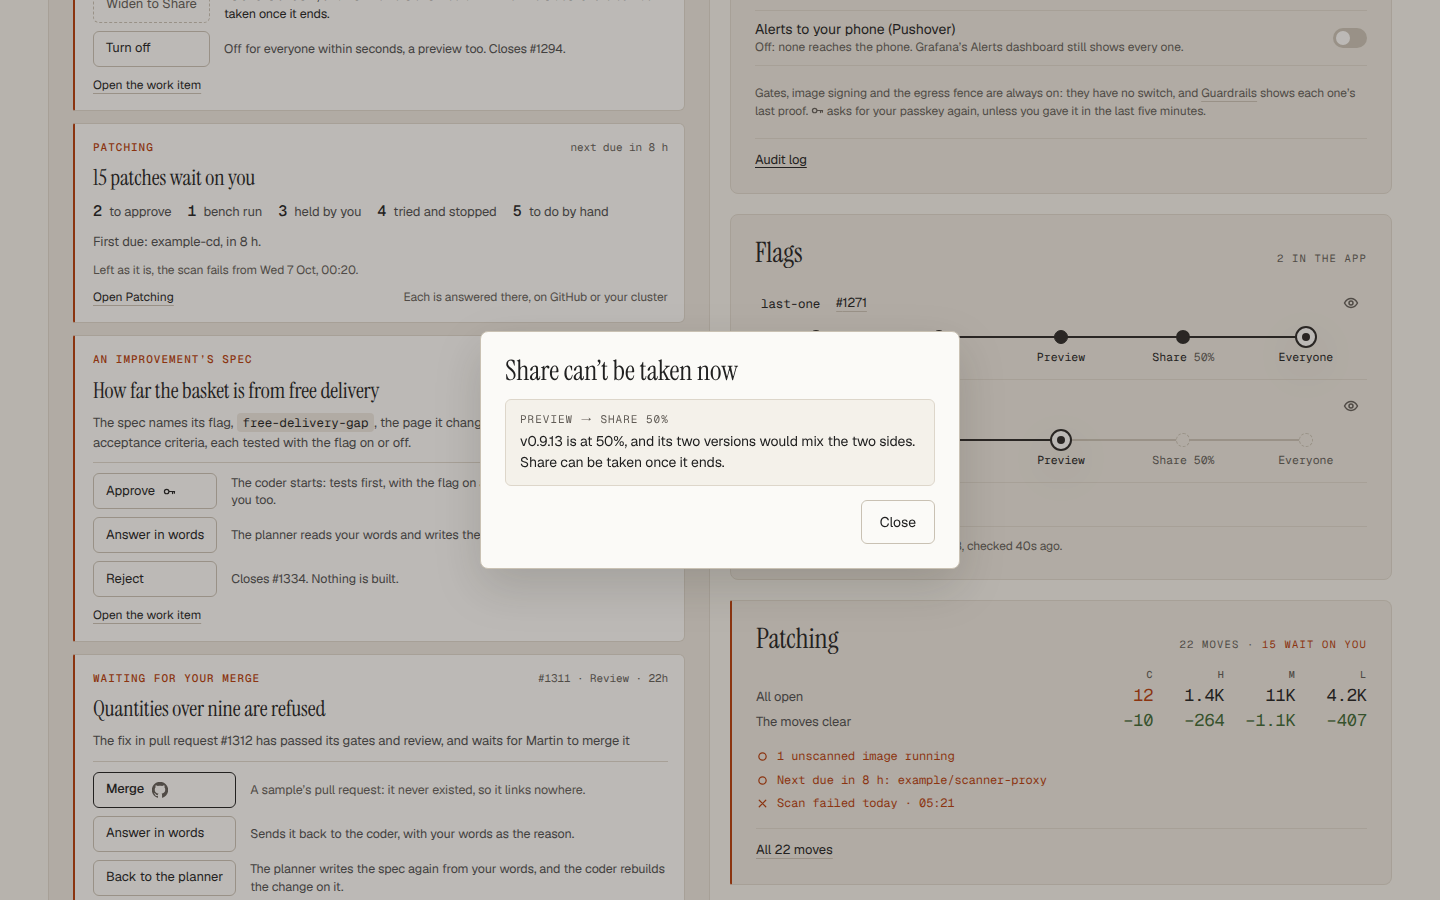 Widen to Share
taken once it ends.
Turn off
Off for everyone within seconds, a preview too. Closes #1294.
Open the work item
PATCHING
next due in 8 h
15 patches wait on you
2 to approve 1 bench run 3 held by you 4 tried and stopped 5 to do by hand
First due: example-cd, in 8 h.
Left as it is, the scan fails from Wed 7 Oct, 00:20.
Open Patching
Each is answered there, on GitHub or your cluster
AN IMPROVEMENT'S SPEC
How far the basket is from free delivery
The spec names its flag, free-delivery-gap, the page it chang
acceptance criteria, each tested with the flag on or off.
Approve
The coder starts: tests first, with the flag on
you too.
Answer in words
The planner reads your words and writes the
Reject
Closes #1334. Nothing is built.
Open the work item
WAITING FOR YOUR MERGE
#1311 · Review · 22h
Quantities over nine are refused
The fix in pull request #1312 has passed its gates and review, and waits for Martin to merge it
Merge
A sample's pull request: it never existed, so it links nowhere.
Answer in words
Sends it back to the coder, with your words as the reason.
Back to the planner
The planner writes the spec again from your words, and the coder rebuilds
the change on it.
Share can't be taken now
PREVIEW → SHARE 50%
v0.9.13 is at 50%, and its two versions would mix the two sides.
Share can be taken once it ends.
Close
Alerts to your phone (Pushover)
Off: none reaches the phone. Grafana's Alerts dashboard still shows every one.
Gates, image signing and the egress fence are always on: they have no switch, and Guardrails shows each one's
last proof. asks for your passkey again, unless you gave it in the last five minutes.
Audit log
Flags
2 IN THE APP
last-one #1271
Preview
Share 50%
Everyone
Preview
Share 50%
Everyone
, checked 40s ago.
Patching
22 MOVES · 15 WAIT ON YOU
C H M L
All open 12 1.4K 11K 4.2K
The moves clear −10 −264 −1.1K −407
1 unscanned image running
Next due in 8 h: example/scanner-proxy
Scan failed today · 05:21
All 22 moves